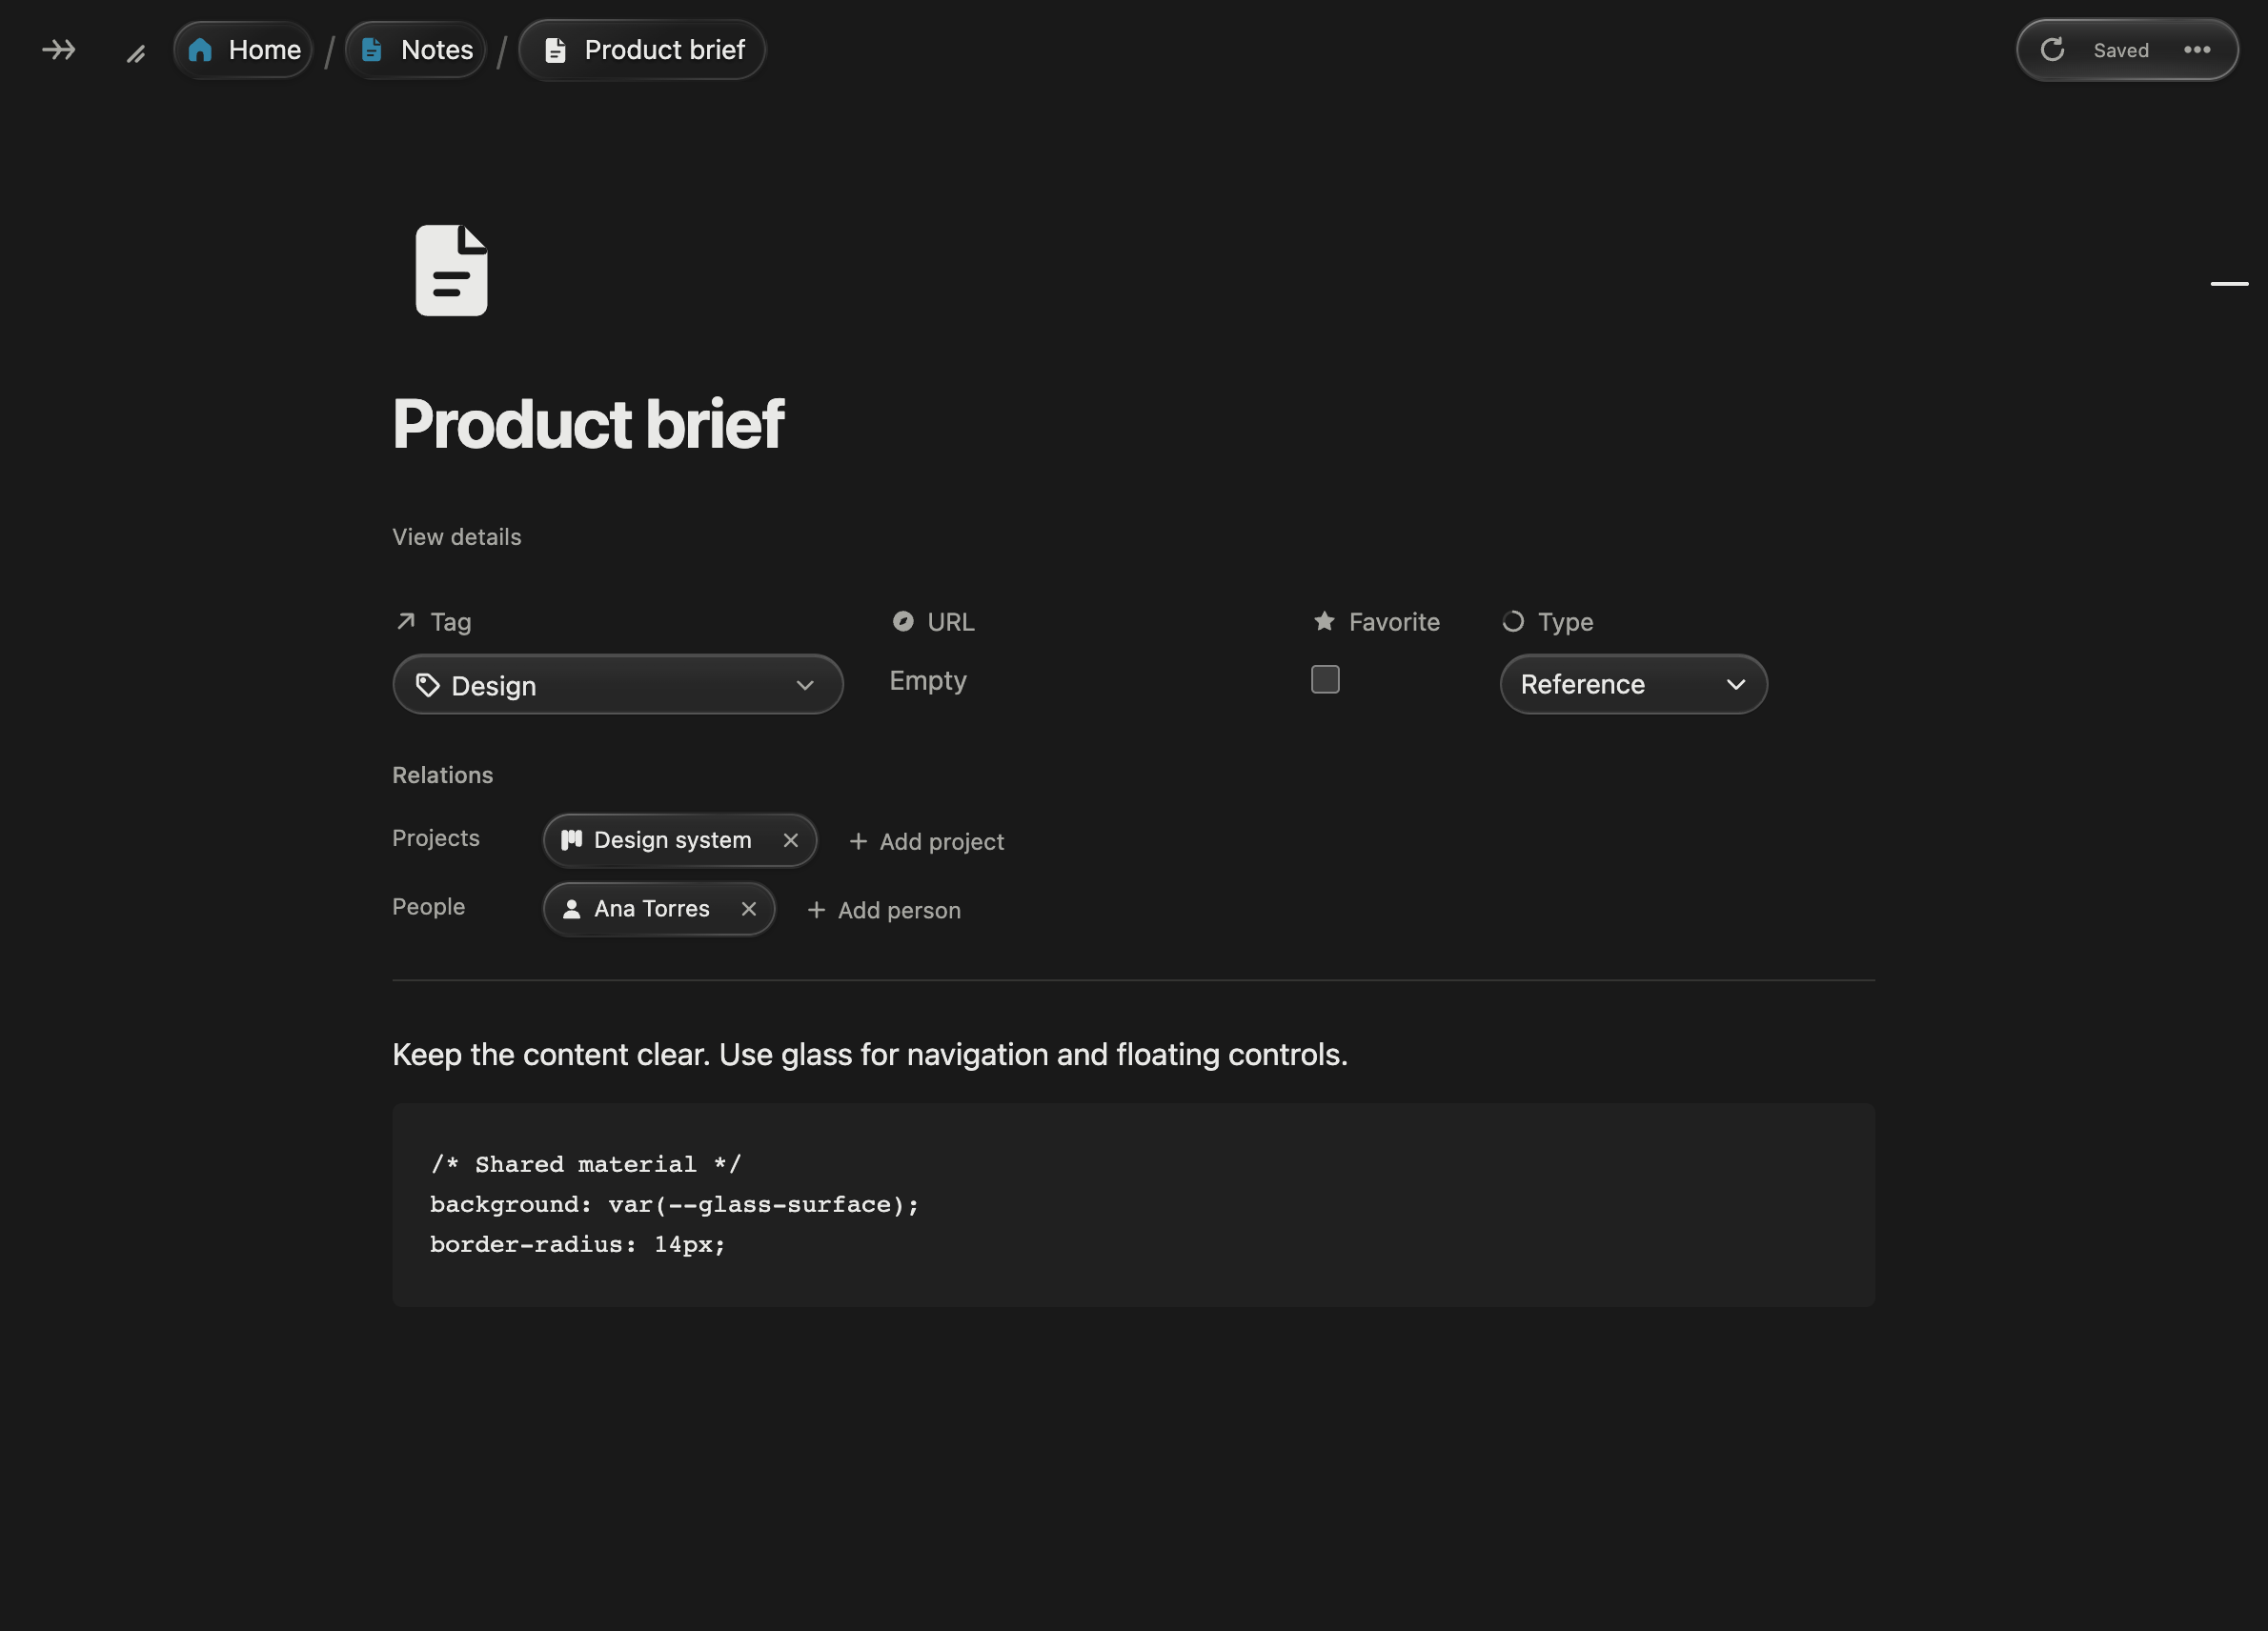 Home / Notes / Product brief
Saved
Product brief
View details
Tag
URL
Favorite
Type
Design
Empty
Reference
Relations
Projects
Design system
+ Add project
People
Ana Torres
+ Add person
Keep the content clear. Use glass for navigation and floating controls.
/* Shared material */
background: var(--glass-surface);
border-radius: 14px;